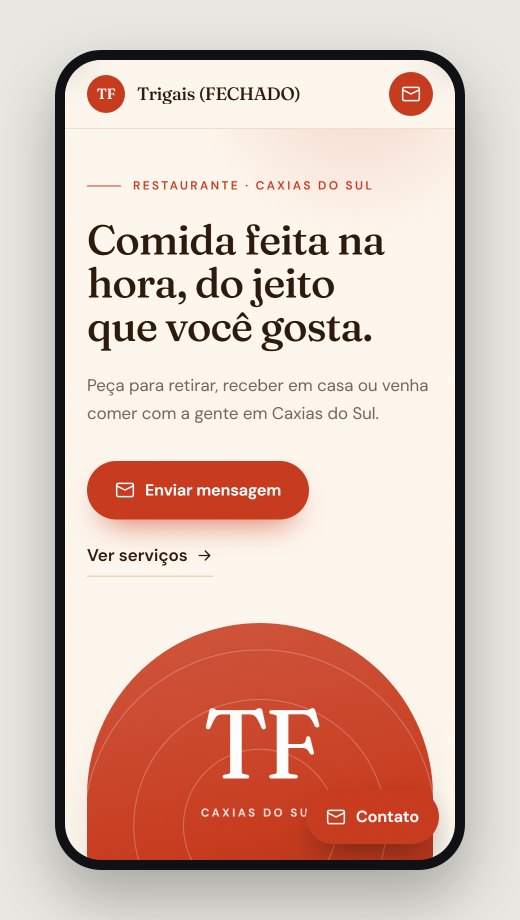 TF Trigais (FECHADO)
RESTAURANTE · CAXIAS DO SUL
Comida feita na
hora, do jeito
que você gosta.
Peça para retirar, receber em casa ou venha
comer com a gente em Caxias do Sul.
Enviar mensagem
Ver serviços →
TF
CAXIAS DO SU
Contato